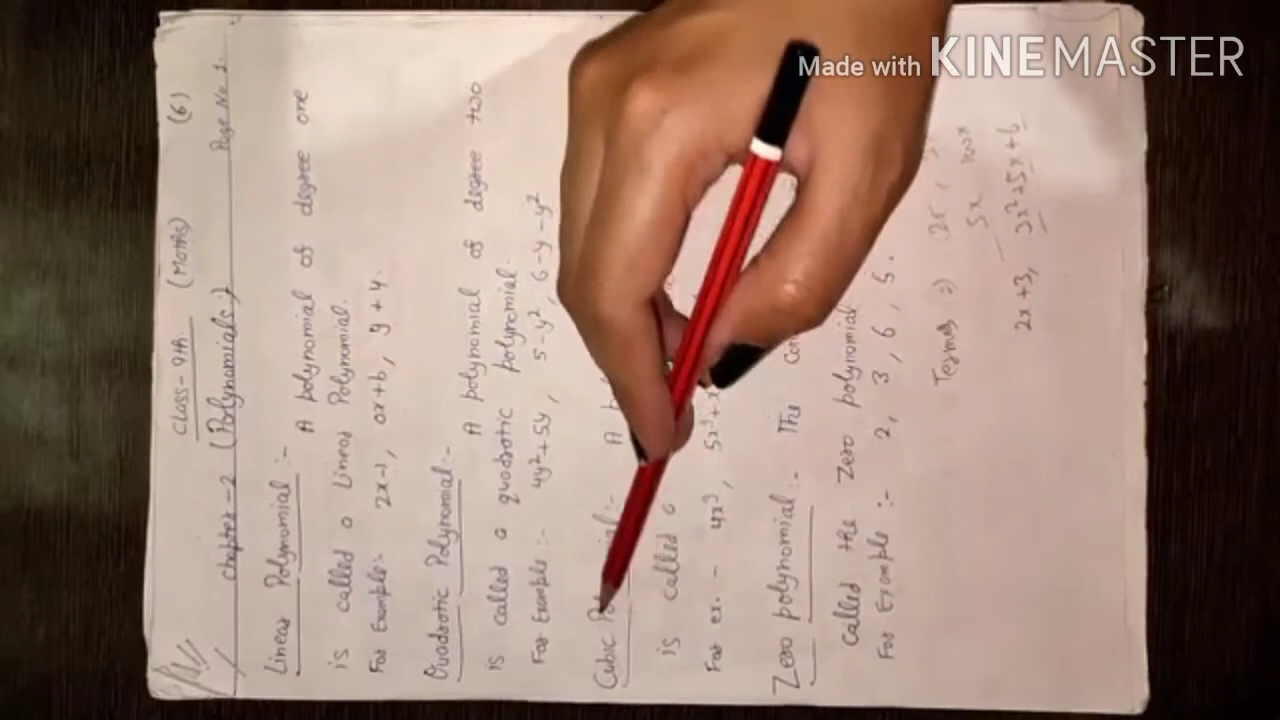 Made with KINEMASTER
CLASS-9th (Maths) (6)
chapter-2 (Polynomials) Page No 1.
Linear Polynomial :-
A polynomial of degree one
is called a Linear Polynomial.
For Example:- 2x-1, ax+b, y+4.
Quadratic Polynomial:-
A polynomial of degree two
is called a quadratic polynomial.
For Example :- 4y²+5y, 5-y², 6-y-y²
Cubic
A
is called a
For ex. - 4x³, 5x³+x
Zero polynomial :- The
called the Zero polynomial
For Example :- 2, 3, 6, 5.
Terms =) 2x,
5x
2x+3, 3x²+5x+6